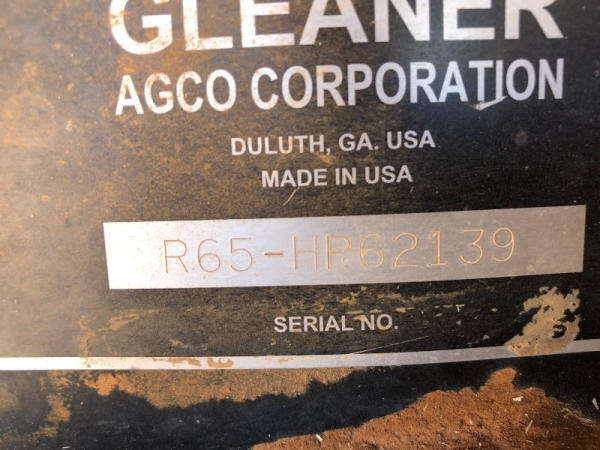 GLEANER
AGCO CORPORATION
DULUTH, GA. USA
MADE IN USA
R65-HP62139
SERIAL NO.